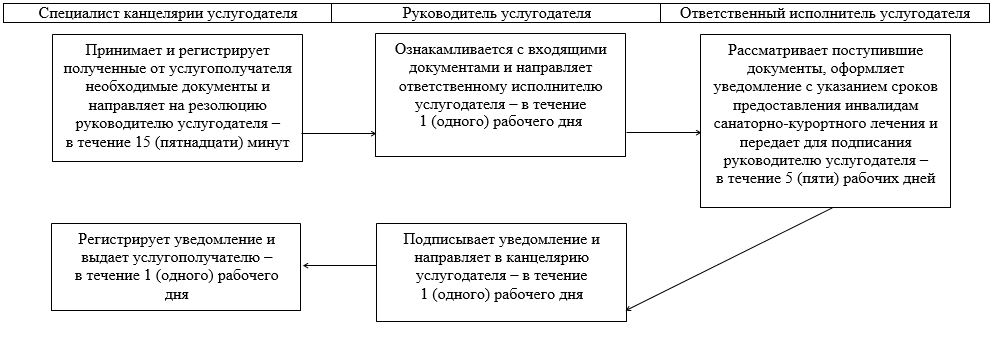 Специалист канцелярии услугодателя
Руководитель услугодателя
Ответственный исполнитель услугодателя
Принимает и регистрирует
полученные от услугополучателя
необходимые документы и
направляет на резолюцию
руководителю услугодателя –
в течение 15 (пятнадцати) минут
Ознакамливается с входящими
документами и направляет
ответственному исполнителю
услугодателя – в течение
1 (одного) рабочего дня
Рассматривает поступившие
документы, оформляет
уведомление с указанием сроков
предоставления инвалидам
санаторно-курортного лечения и
передает для подписания
руководителю услугодателя –
в течение 5 (пяти) рабочих дней
Регистрирует уведомление и
выдает услугополучателю –
в течение 1 (одного) рабочего
дня
Подписывает уведомление и
направляет в канцелярию
услугодателя – в течение
1 (одного) рабочего дня